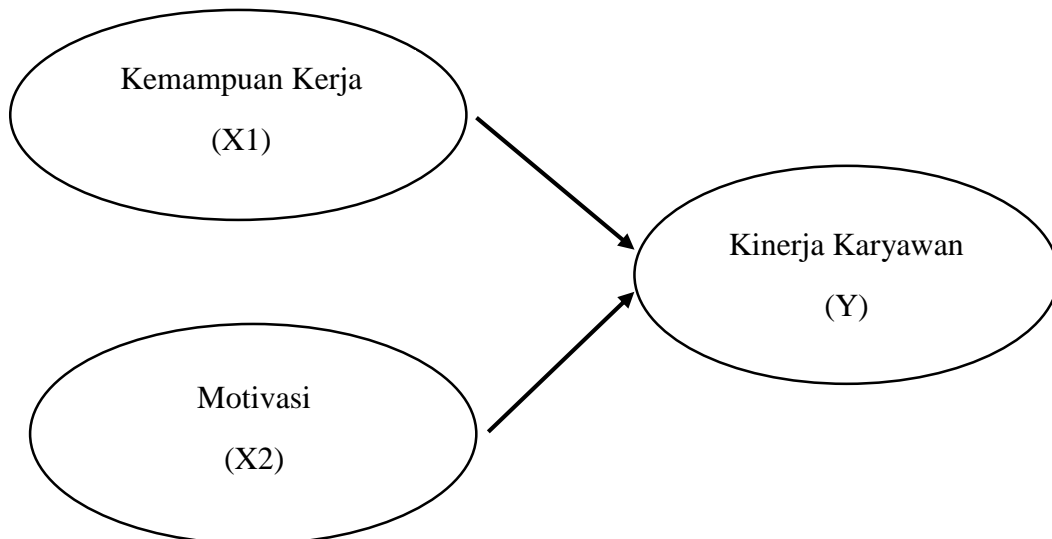 Kemampuan Kerja
(X1)
Kinerja Karyawan
(Y)
Motivasi
(X2)